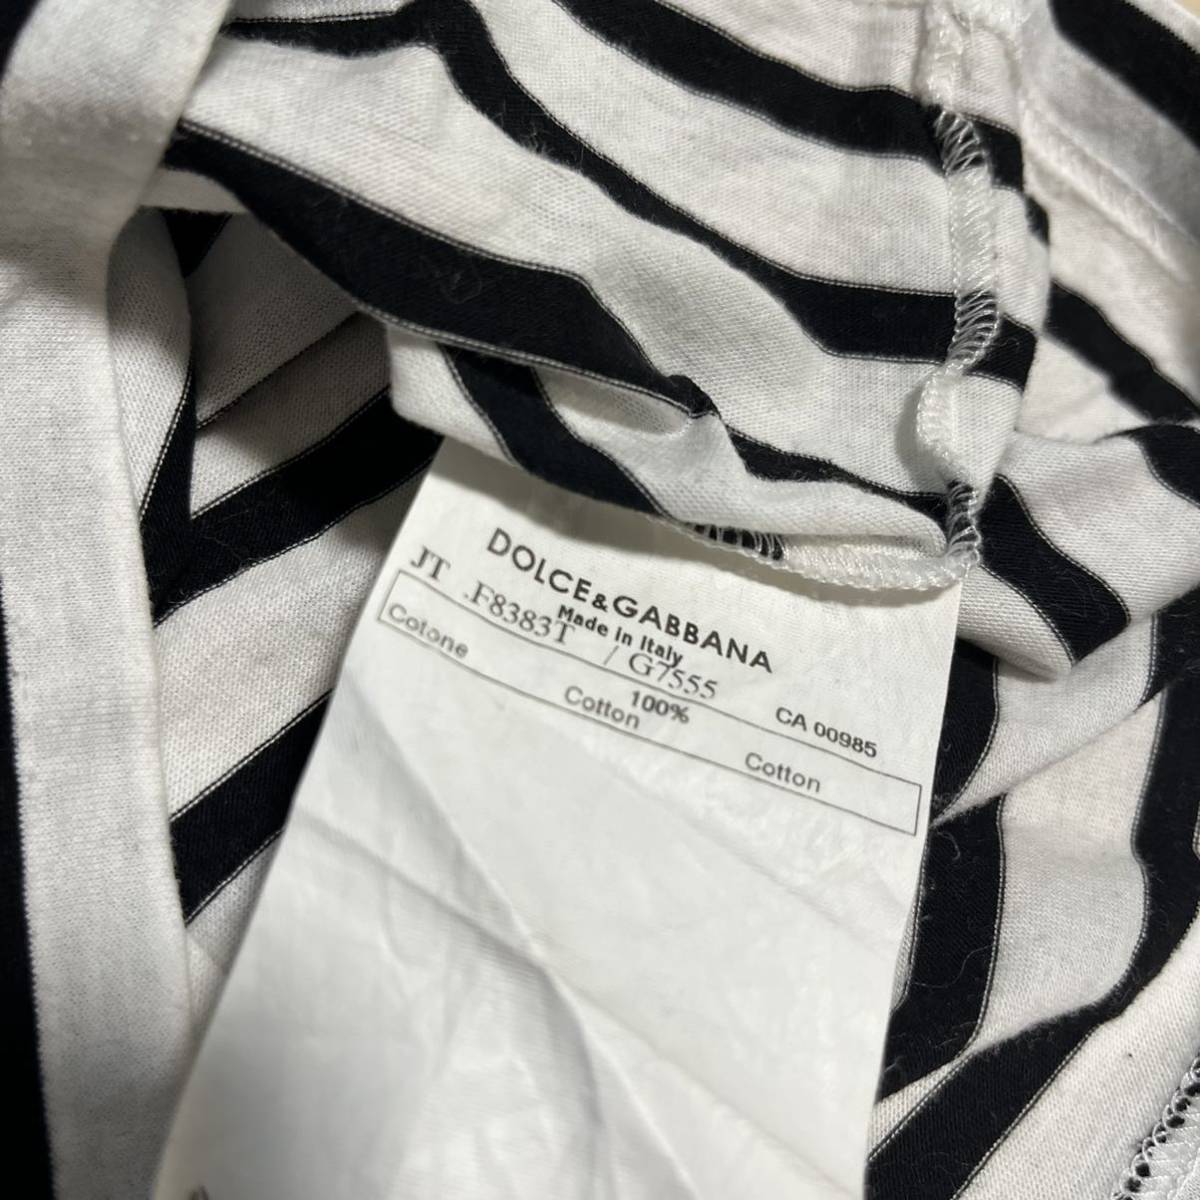 DOLCE&GABBANA
Made in Italy
JT .F8383T / G7555
CA 00985
Cotone 100%
Cotton
Cotton